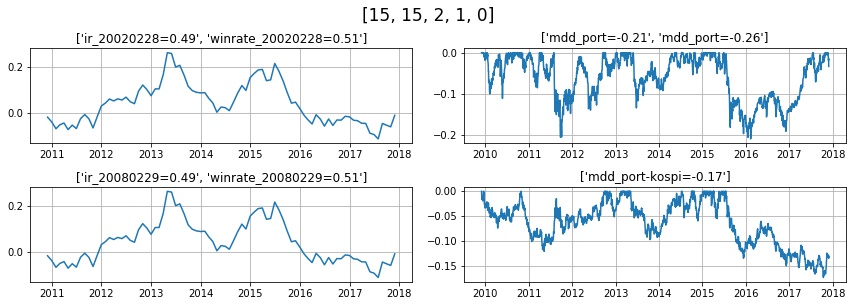 [15, 15, 2, 1, 0]
['ir_20020228=0.49', 'winrate_20020228=0.51']
0.2
0.0
2011 2012 2013 2014 2015 2016 2017 2018
['mdd_port=-0.21', 'mdd_port=-0.26']
0.0
−0.1
−0.2
2010 2011 2012 2013 2014 2015 2016 2017 2018
['ir_20080229=0.49', 'winrate_20080229=0.51']
0.2
0.0
2011 2012 2013 2014 2015 2016 2017 2018
['mdd_port-kospi=-0.17']
0.00
−0.05
−0.10
−0.15
2010 2011 2012 2013 2014 2015 2016 2017 2018